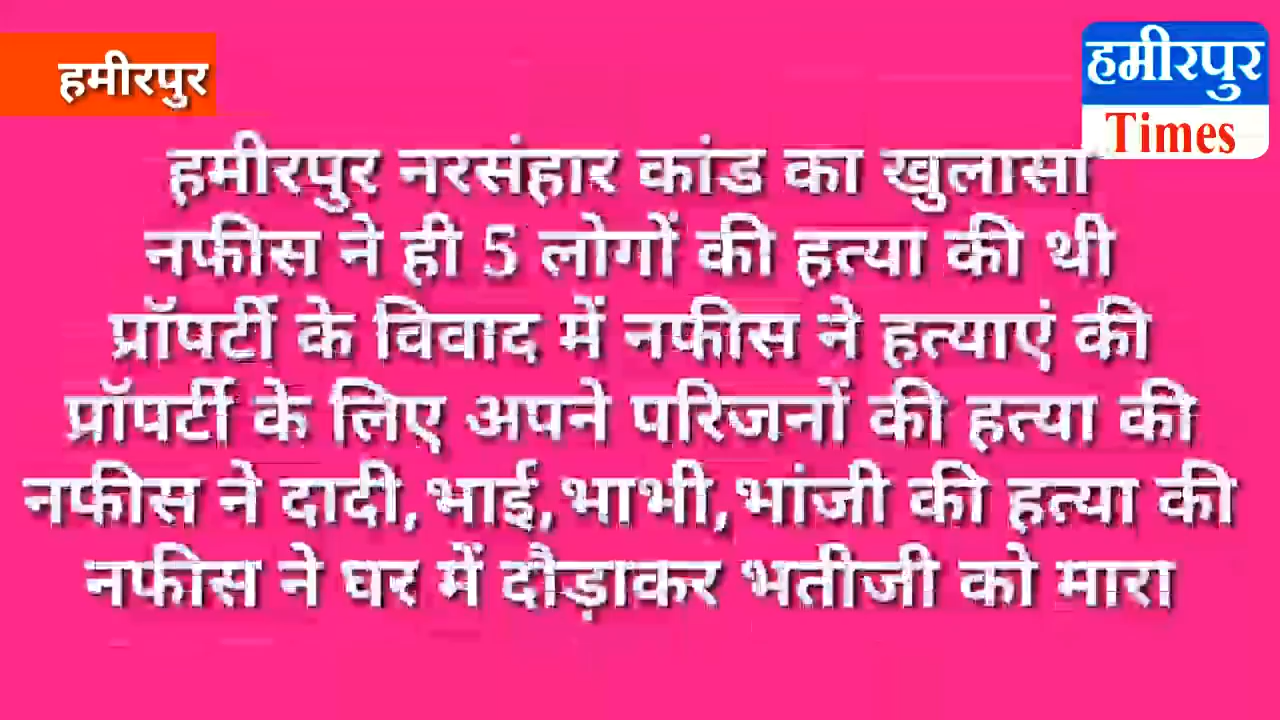 हमीरपुर
हमीरपुर
Times
हमीरपुर नरसंहार कांड का खुलासा
नफीस ने ही 5 लोगों की हत्या की थी
प्रॉपर्टी के विवाद में नफीस ने हत्याएं की
प्रॉपर्टी के लिए अपने परिजनों की हत्या की
नफीस ने दादी,भाई,भाभी,भांजी की हत्या की
नफीस ने घर में दौड़ाकर भतीजी को मारा